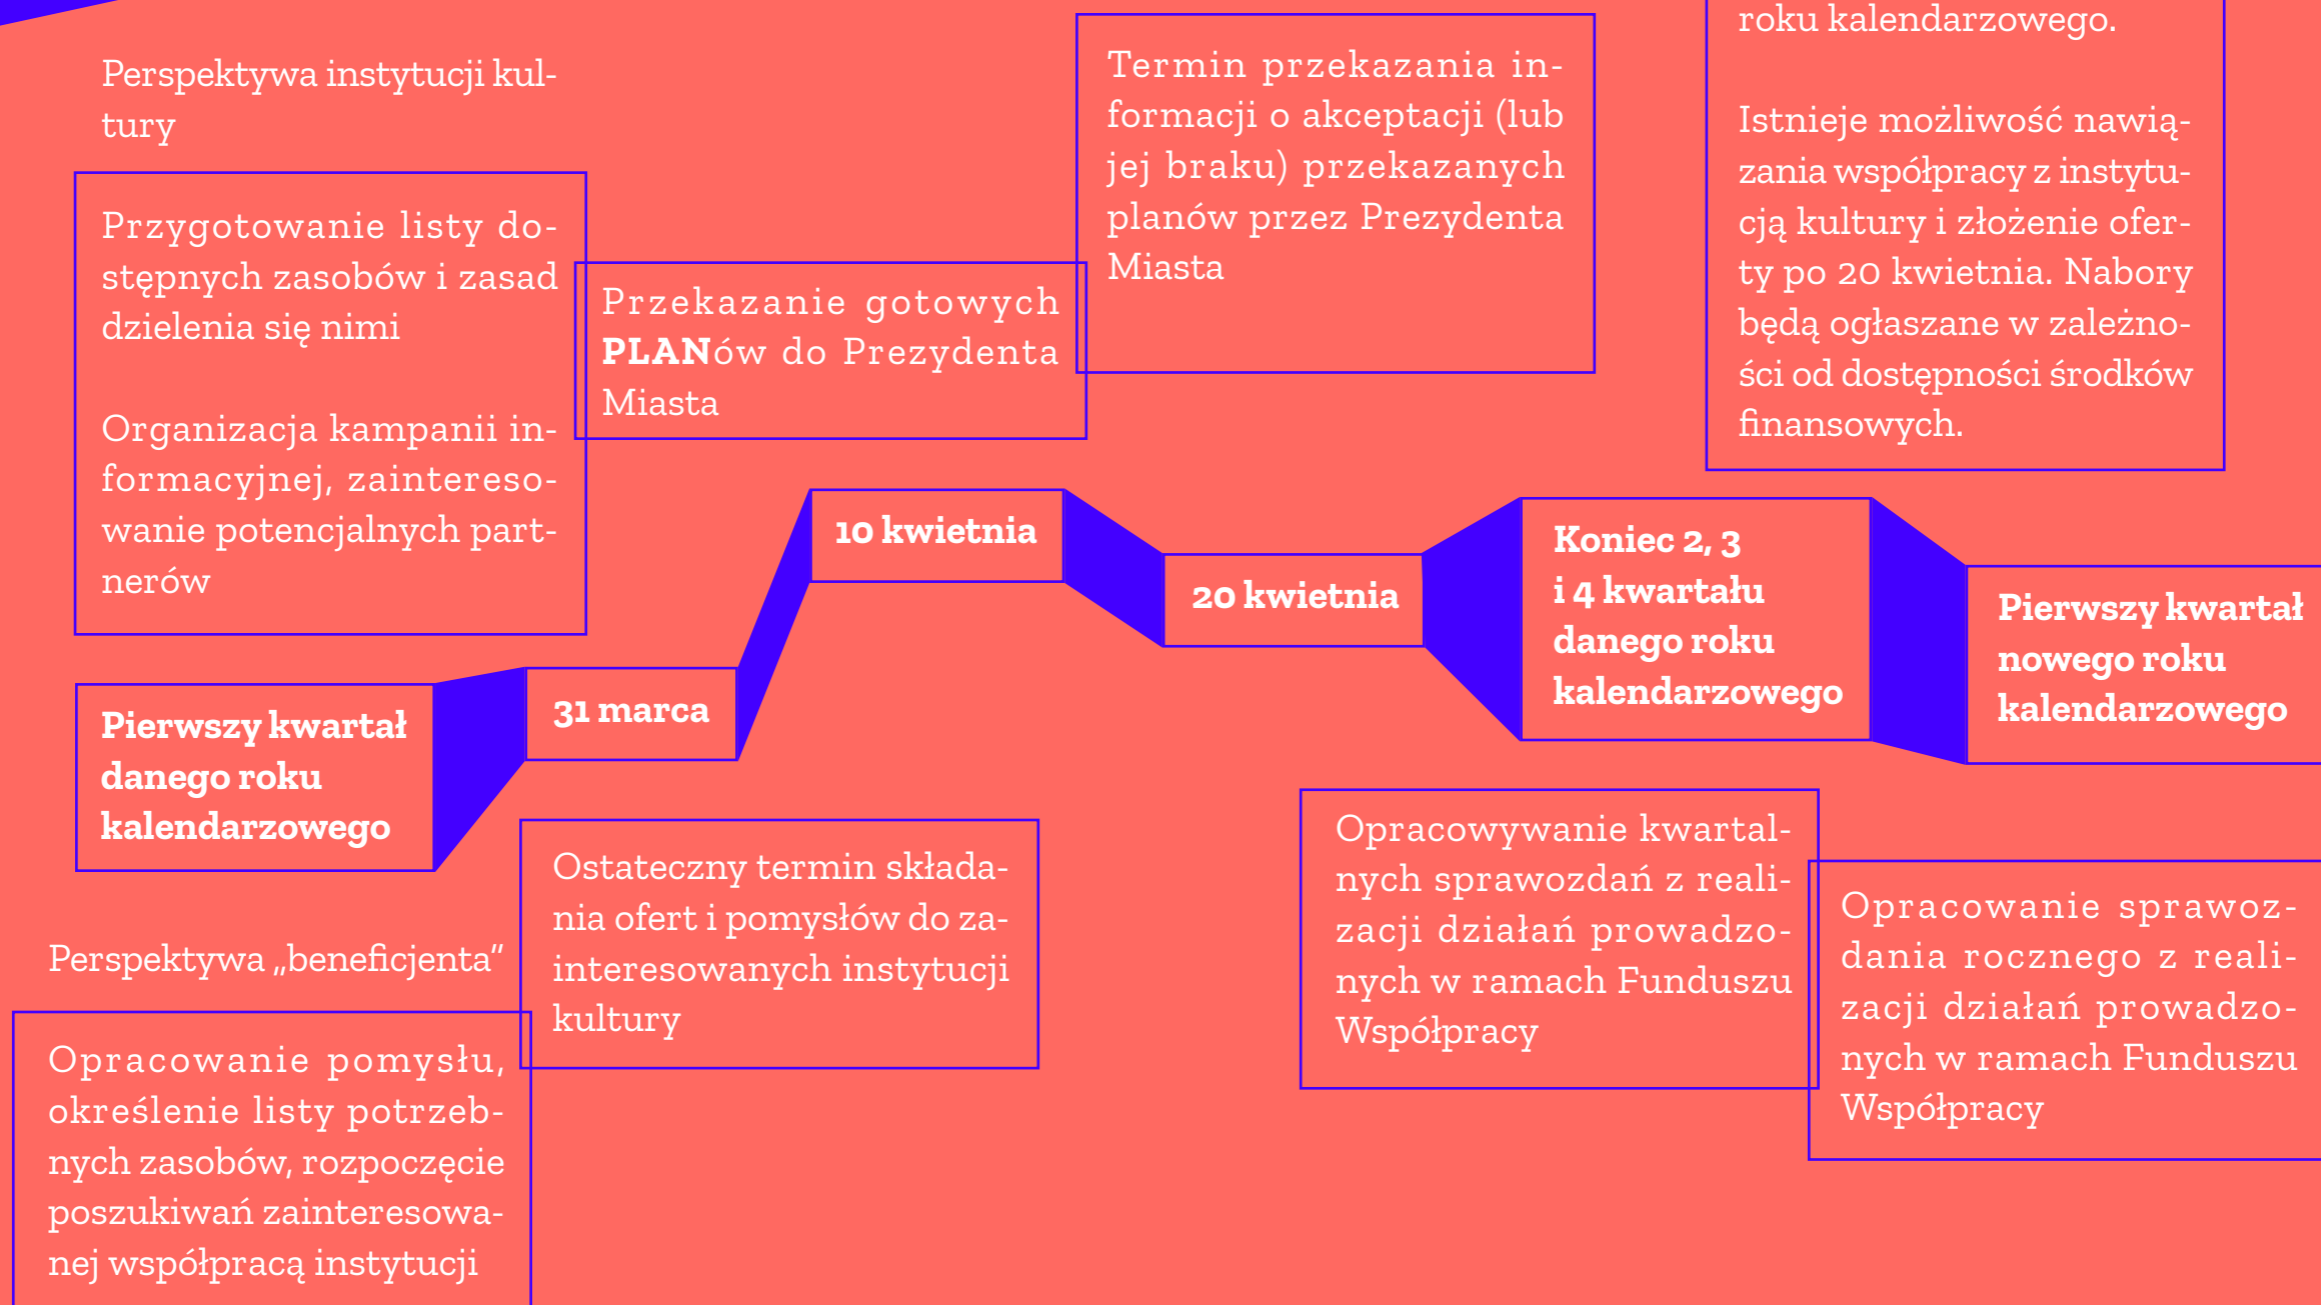 Perspektywa instytucji kul-
tury
Przygotowanie listy do-
stępnych zasobów i zasad
dzielenia się nimi
Organizacja kampanii in-
formacyjnej, zaintereso-
wanie potencjalnych part-
nerów
Przekazanie gotowych
PLANów do Prezydenta
Miasta
Termin przekazania in-
formacji o akceptacji (lub
jej braku) przekazanych
planów przez Prezydenta
Miasta
roku kalendarzowego.
Istnieje możliwość nawią-
zania współpracy z instytu-
cją kultury i złożenie ofer-
ty po 20 kwietnia. Nabory
będą ogłaszane w zależno-
ści od dostępności środków
finansowych.
Pierwszy kwartał
danego roku
kalendarzowego
31 marca
10 kwietnia
20 kwietnia
Koniec 2, 3
i 4 kwartału
danego roku
kalendarzowego
Pierwszy kwartał
nowego roku
kalendarzowego
Perspektywa „beneficjenta”
Opracowanie pomysłu,
określenie listy potrzeb-
nych zasobów, rozpoczęcie
poszukiwań zainteresowa-
nej współpracą instytucji
Ostateczny termin składa-
nia ofert i pomysłów do za-
interesowanych instytucji
kultury
Opracowywanie kwartal-
nych sprawozdań z reali-
zacji działań prowadzo-
nych w ramach Funduszu
Współpracy
Opracowanie sprawoz-
dania rocznego z reali-
zacji działań prowadzo-
nych w ramach Funduszu
Współpracy